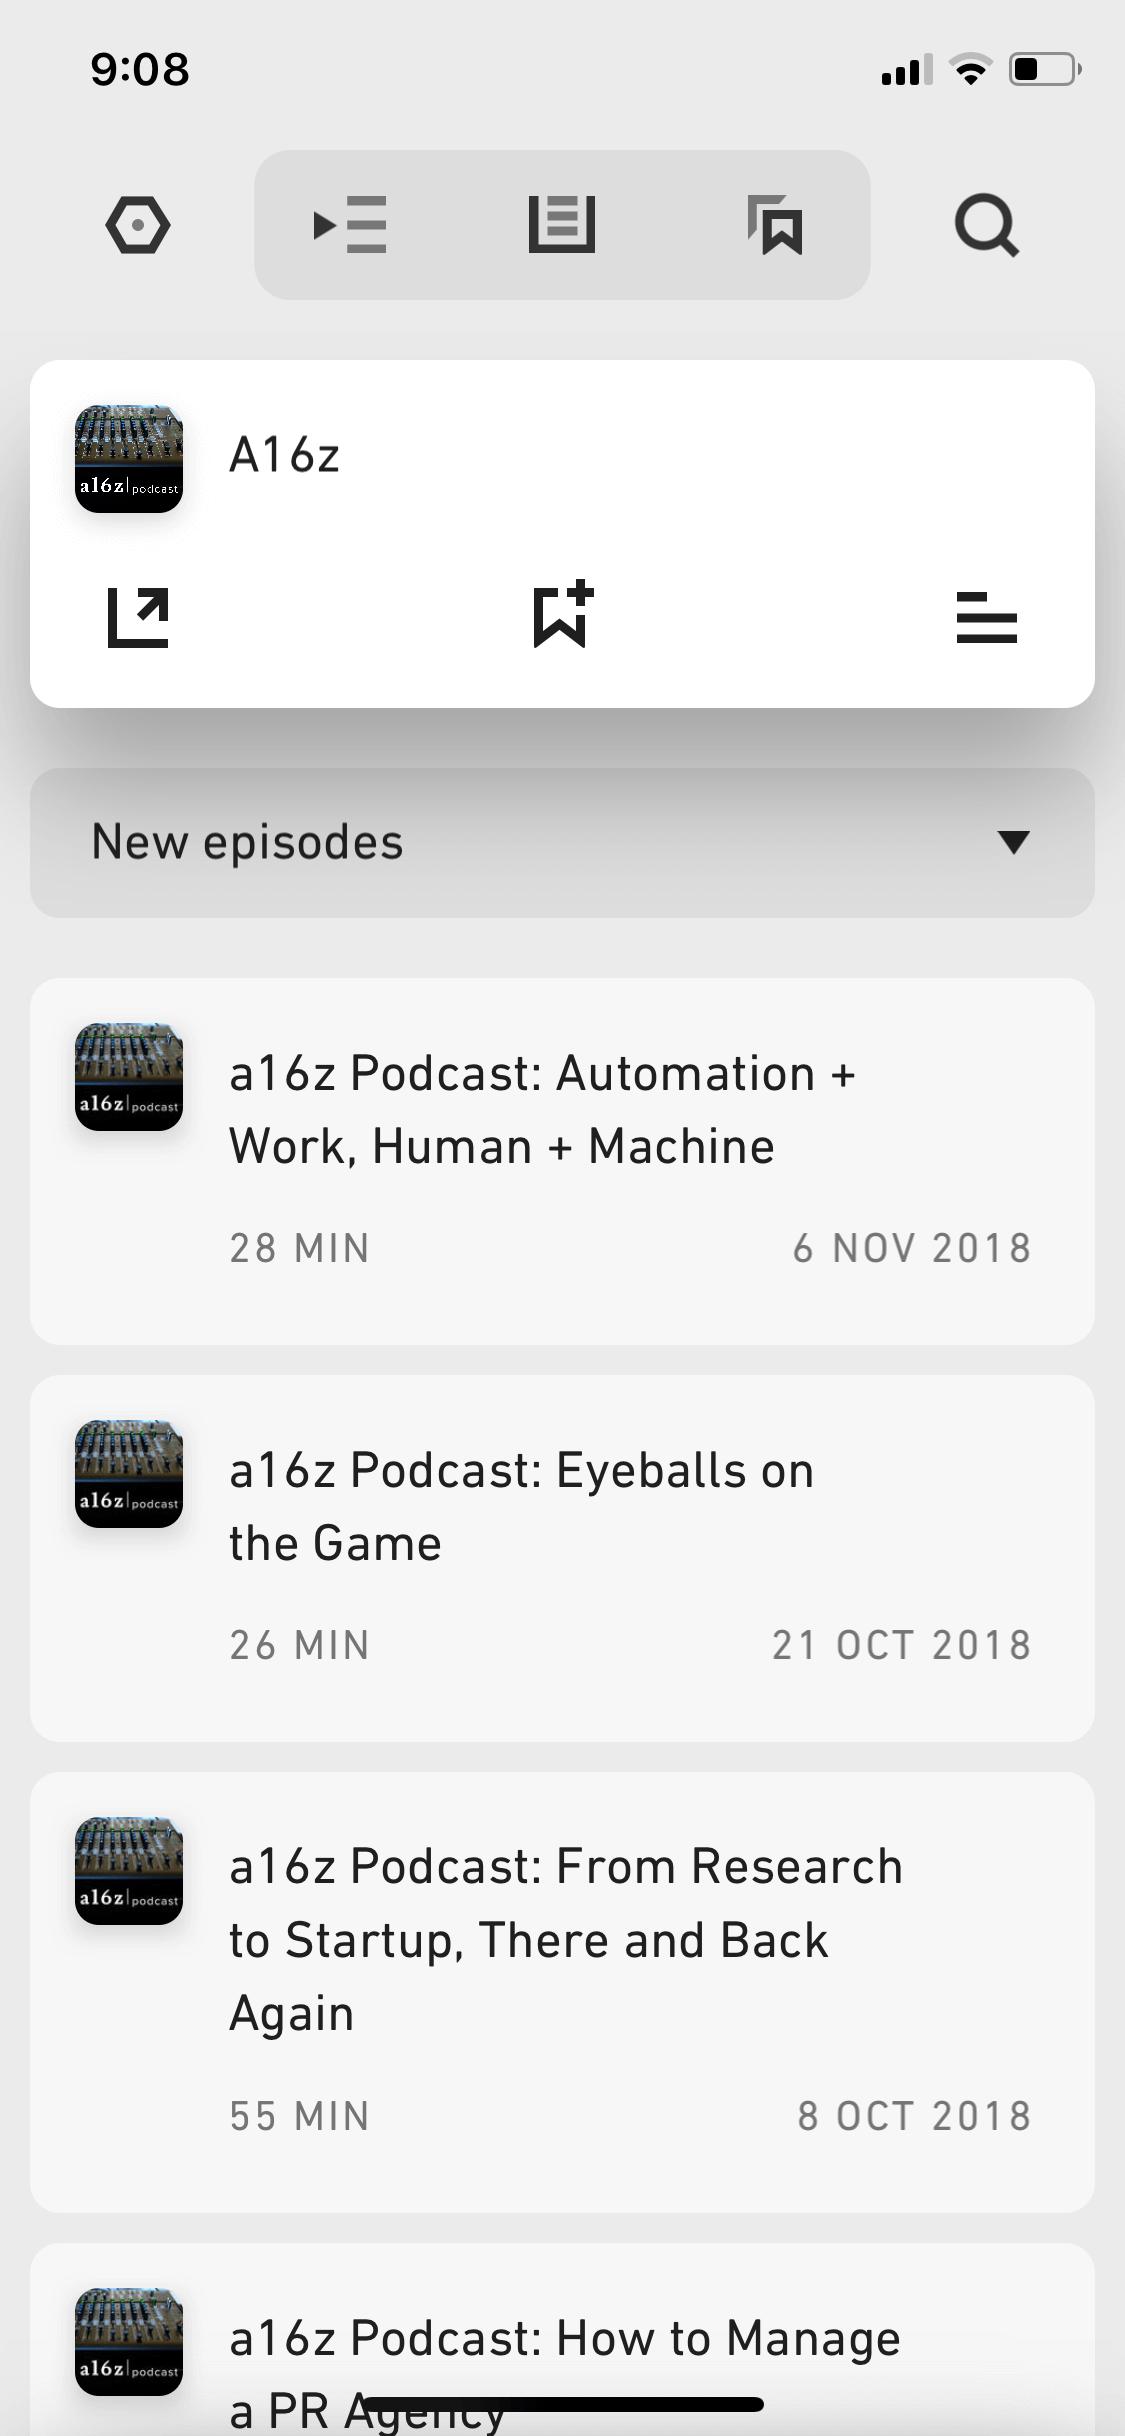 9:08
a16z podcast
A16z
New episodes
a16z podcast
a16z Podcast: Automation +
Work, Human + Machine
28 MIN
6 NOV 2018
a16z podcast
a16z Podcast: Eyeballs on
the Game
26 MIN
21 OCT 2018
a16z podcast
a16z Podcast: From Research
to Startup, There and Back
Again
55 MIN
8 OCT 2018
a16z podcast
a16z Podcast: How to Manage
a PR Agency